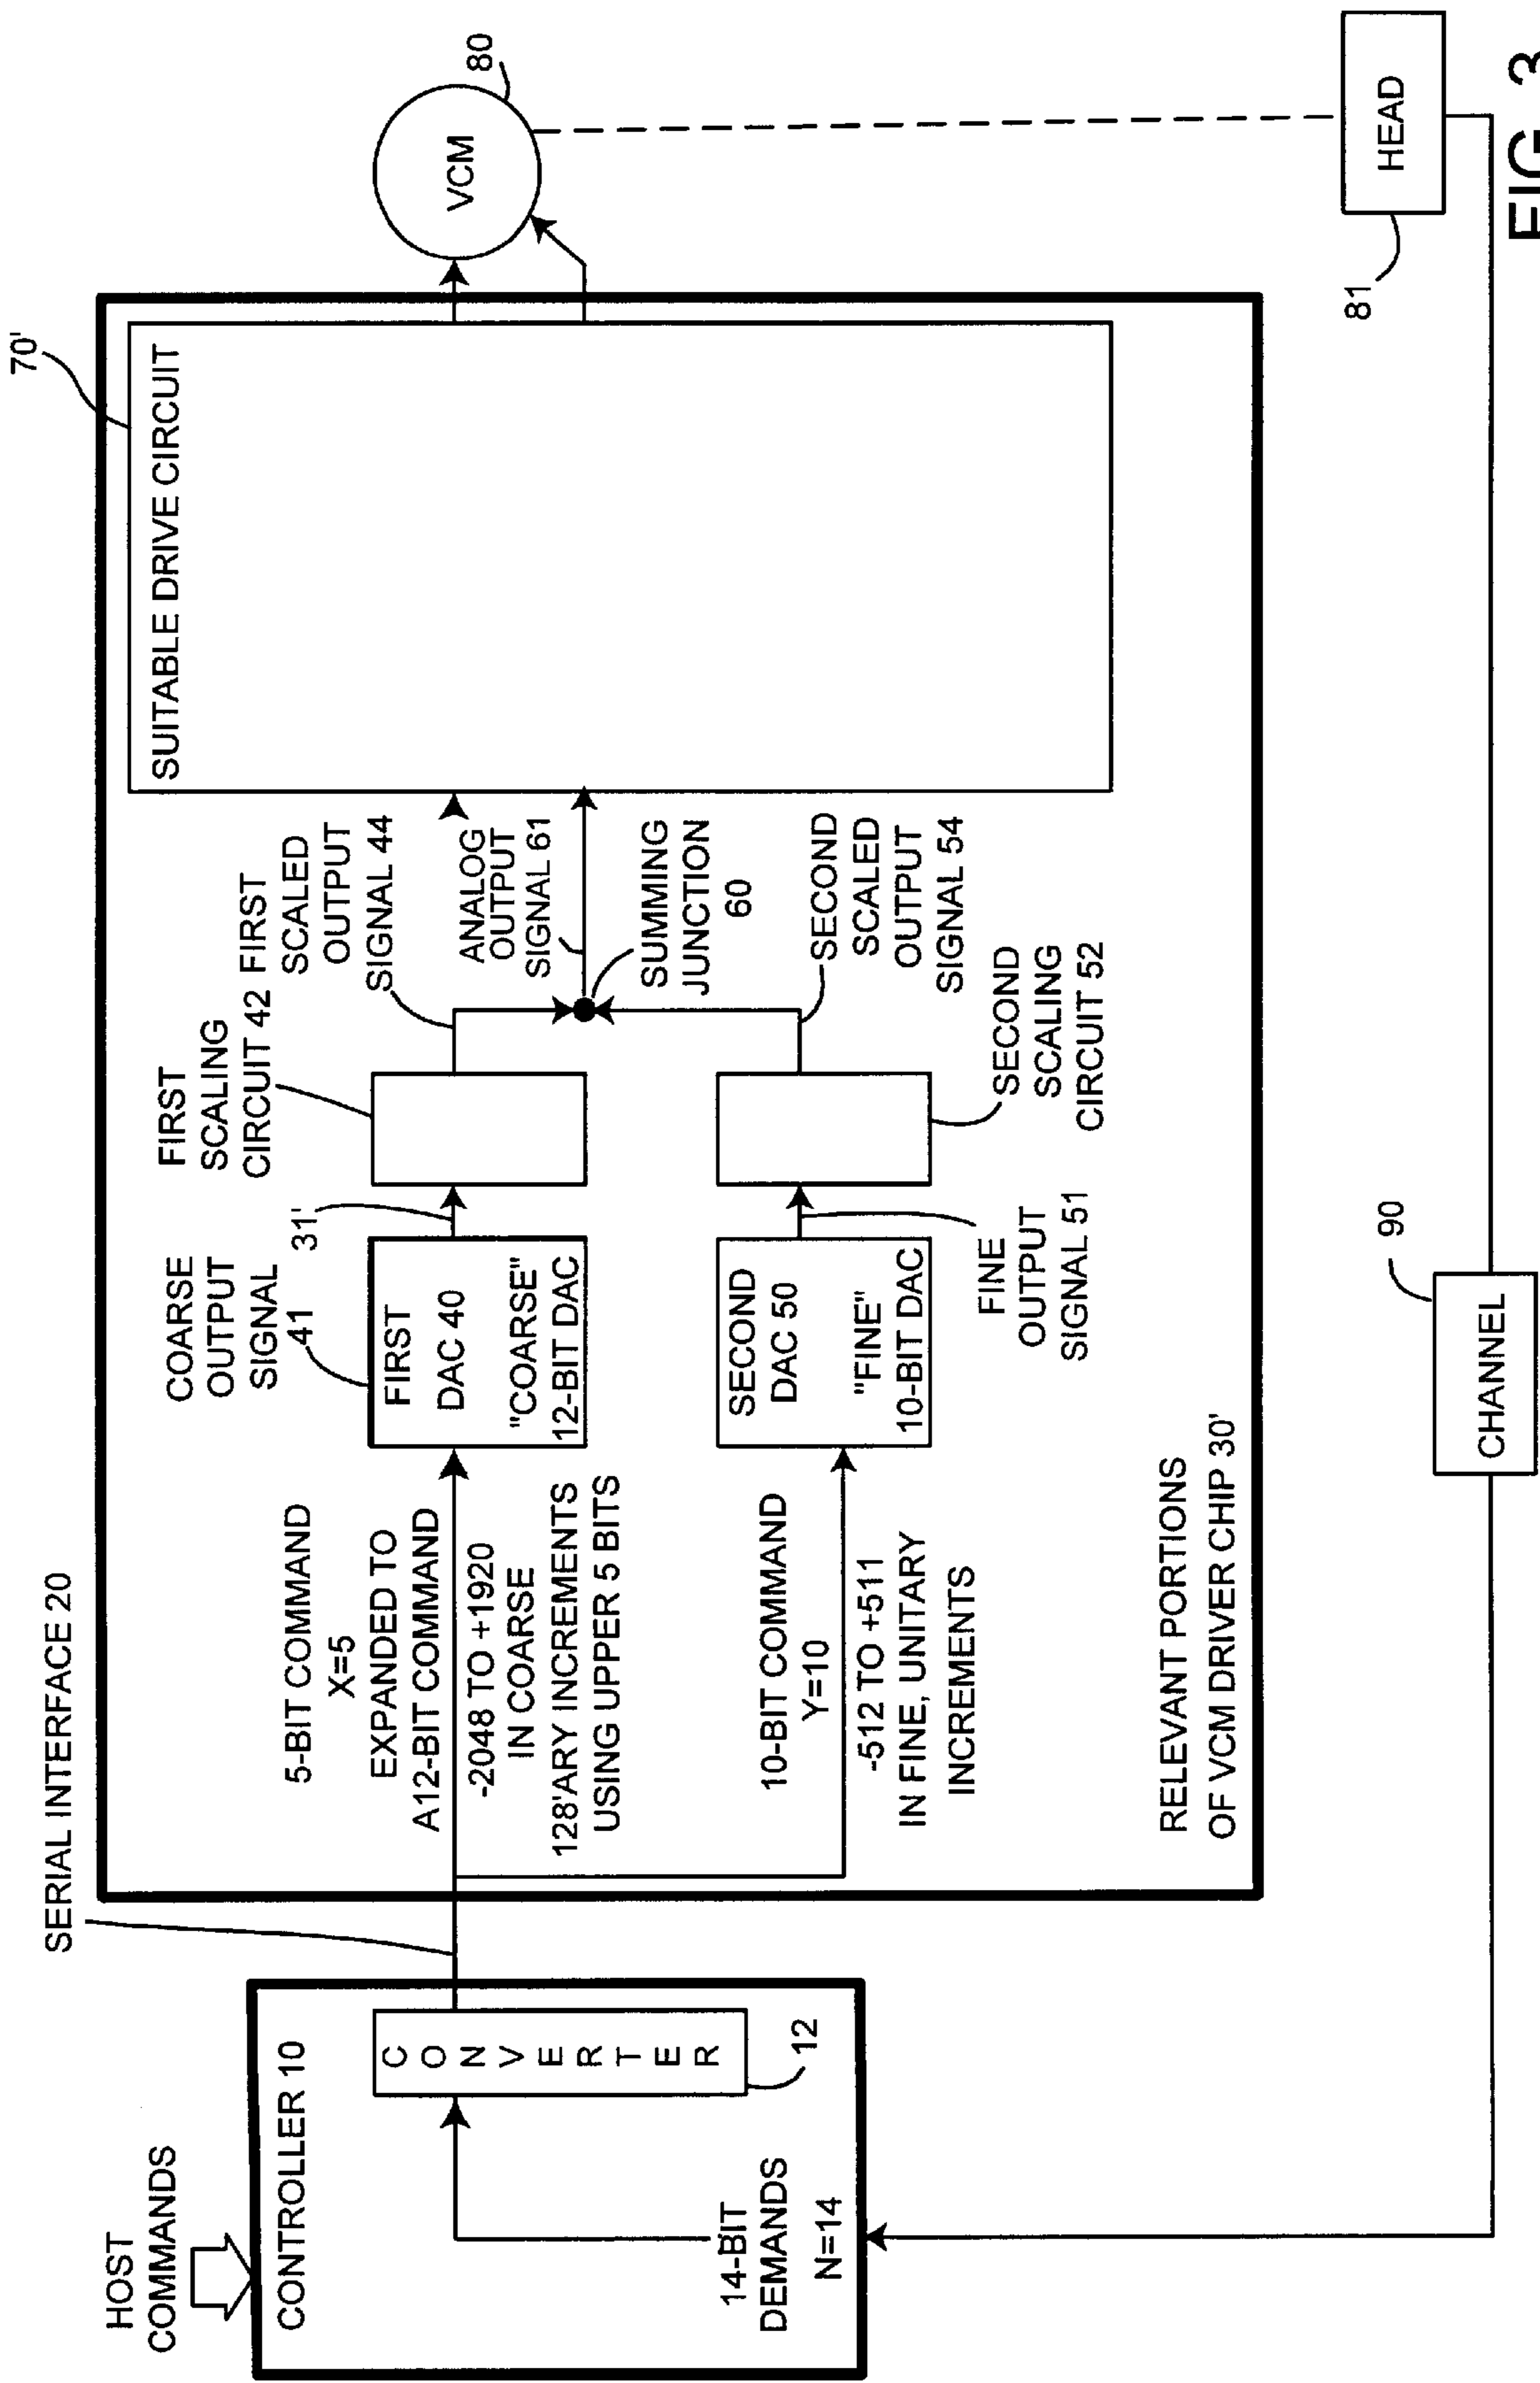 HOST
COMMANDS
CONTROLLER 10
14-BIT
DEMANDS
N=14
CONVERTER
12
SERIAL INTERFACE 20
5-BIT COMMAND
X=5
EXPANDED TO
A12-BIT COMMAND
-2048 TO +1920
IN COARSE
128'ARY INCREMENTS
USING UPPER 5 BITS
10-BIT COMMAND
Y=10
-512 TO +511
IN FINE, UNITARY
INCREMENTS
RELEVANT PORTIONS
OF VCM DRIVER CHIP 30'
COARSE
OUTPUT
SIGNAL
41
31'
FIRST
DAC 40
"COARSE"
12-BIT DAC
SECOND
DAC 50
"FINE"
10-BIT DAC
FINE
OUTPUT
SIGNAL 51
FIRST
SCALING
CIRCUIT 42
SECOND
SCALING
CIRCUIT 52
FIRST
SCALED
OUTPUT
SIGNAL 44
ANALOG
OUTPUT
SIGNAL 61
SUMMING
JUNCTION
60
SECOND
SCALED
OUTPUT
SIGNAL 54
SUITABLE DRIVE CIRCUIT
70'
VCM
80
HEAD
81
CHANNEL
90
FIG. 3